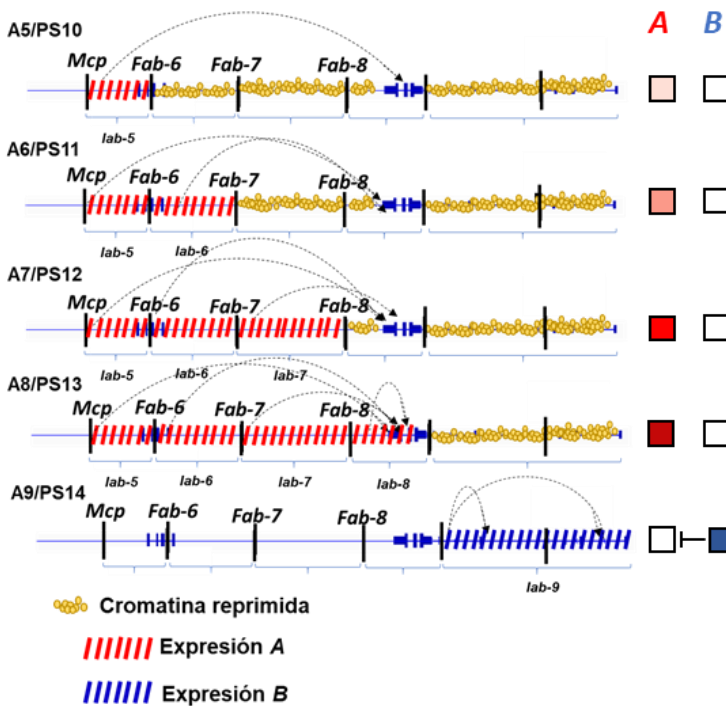 A5/PS10
A B
Mcp Fab-6 Fab-7 Fab-8
Iab-5
A6/PS11
Mcp Fab-6 Fab-7 Fab-8
Iab-5 Iab-6
A7/PS12
Mcp Fab-6 Fab-7 Fab-8
Iab-5 Iab-6 Iab-7
A8/PS13
Mcp Fab-6 Fab-7 Fab-8
Iab-5 Iab-6 Iab-7 Iab-8
A9/PS14
Mcp Fab-6 Fab-7 Fab-8
Iab-9
Cromatina reprimida
Expresión A
Expresión B